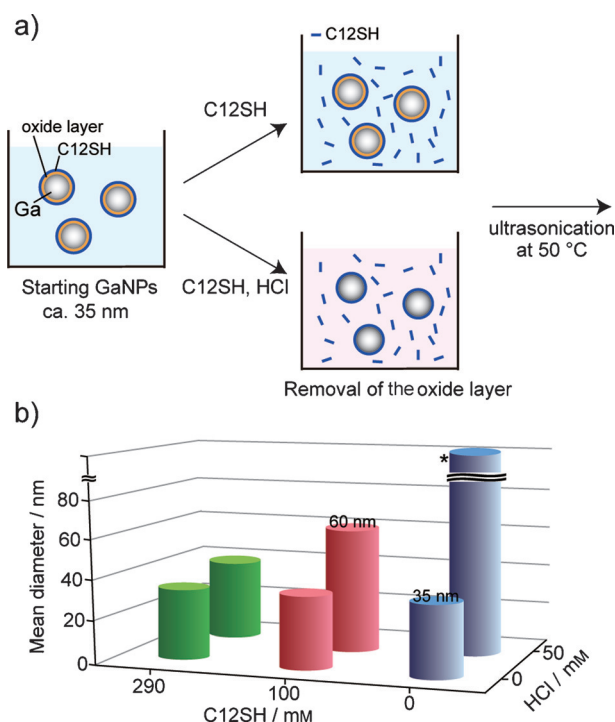 a)
C12SH
C12SH
oxide layer
C12SH
Ga
Starting GaNPs
ca. 35 nm
C12SH, HCl
ultrasonication
at 50 °C
Removal of the oxide layer
b)
Mean diameter / nm
80
60
40
20
0
*
60 nm
35 nm
290
100
0
C12SH / mM
0
50
HCl / mM